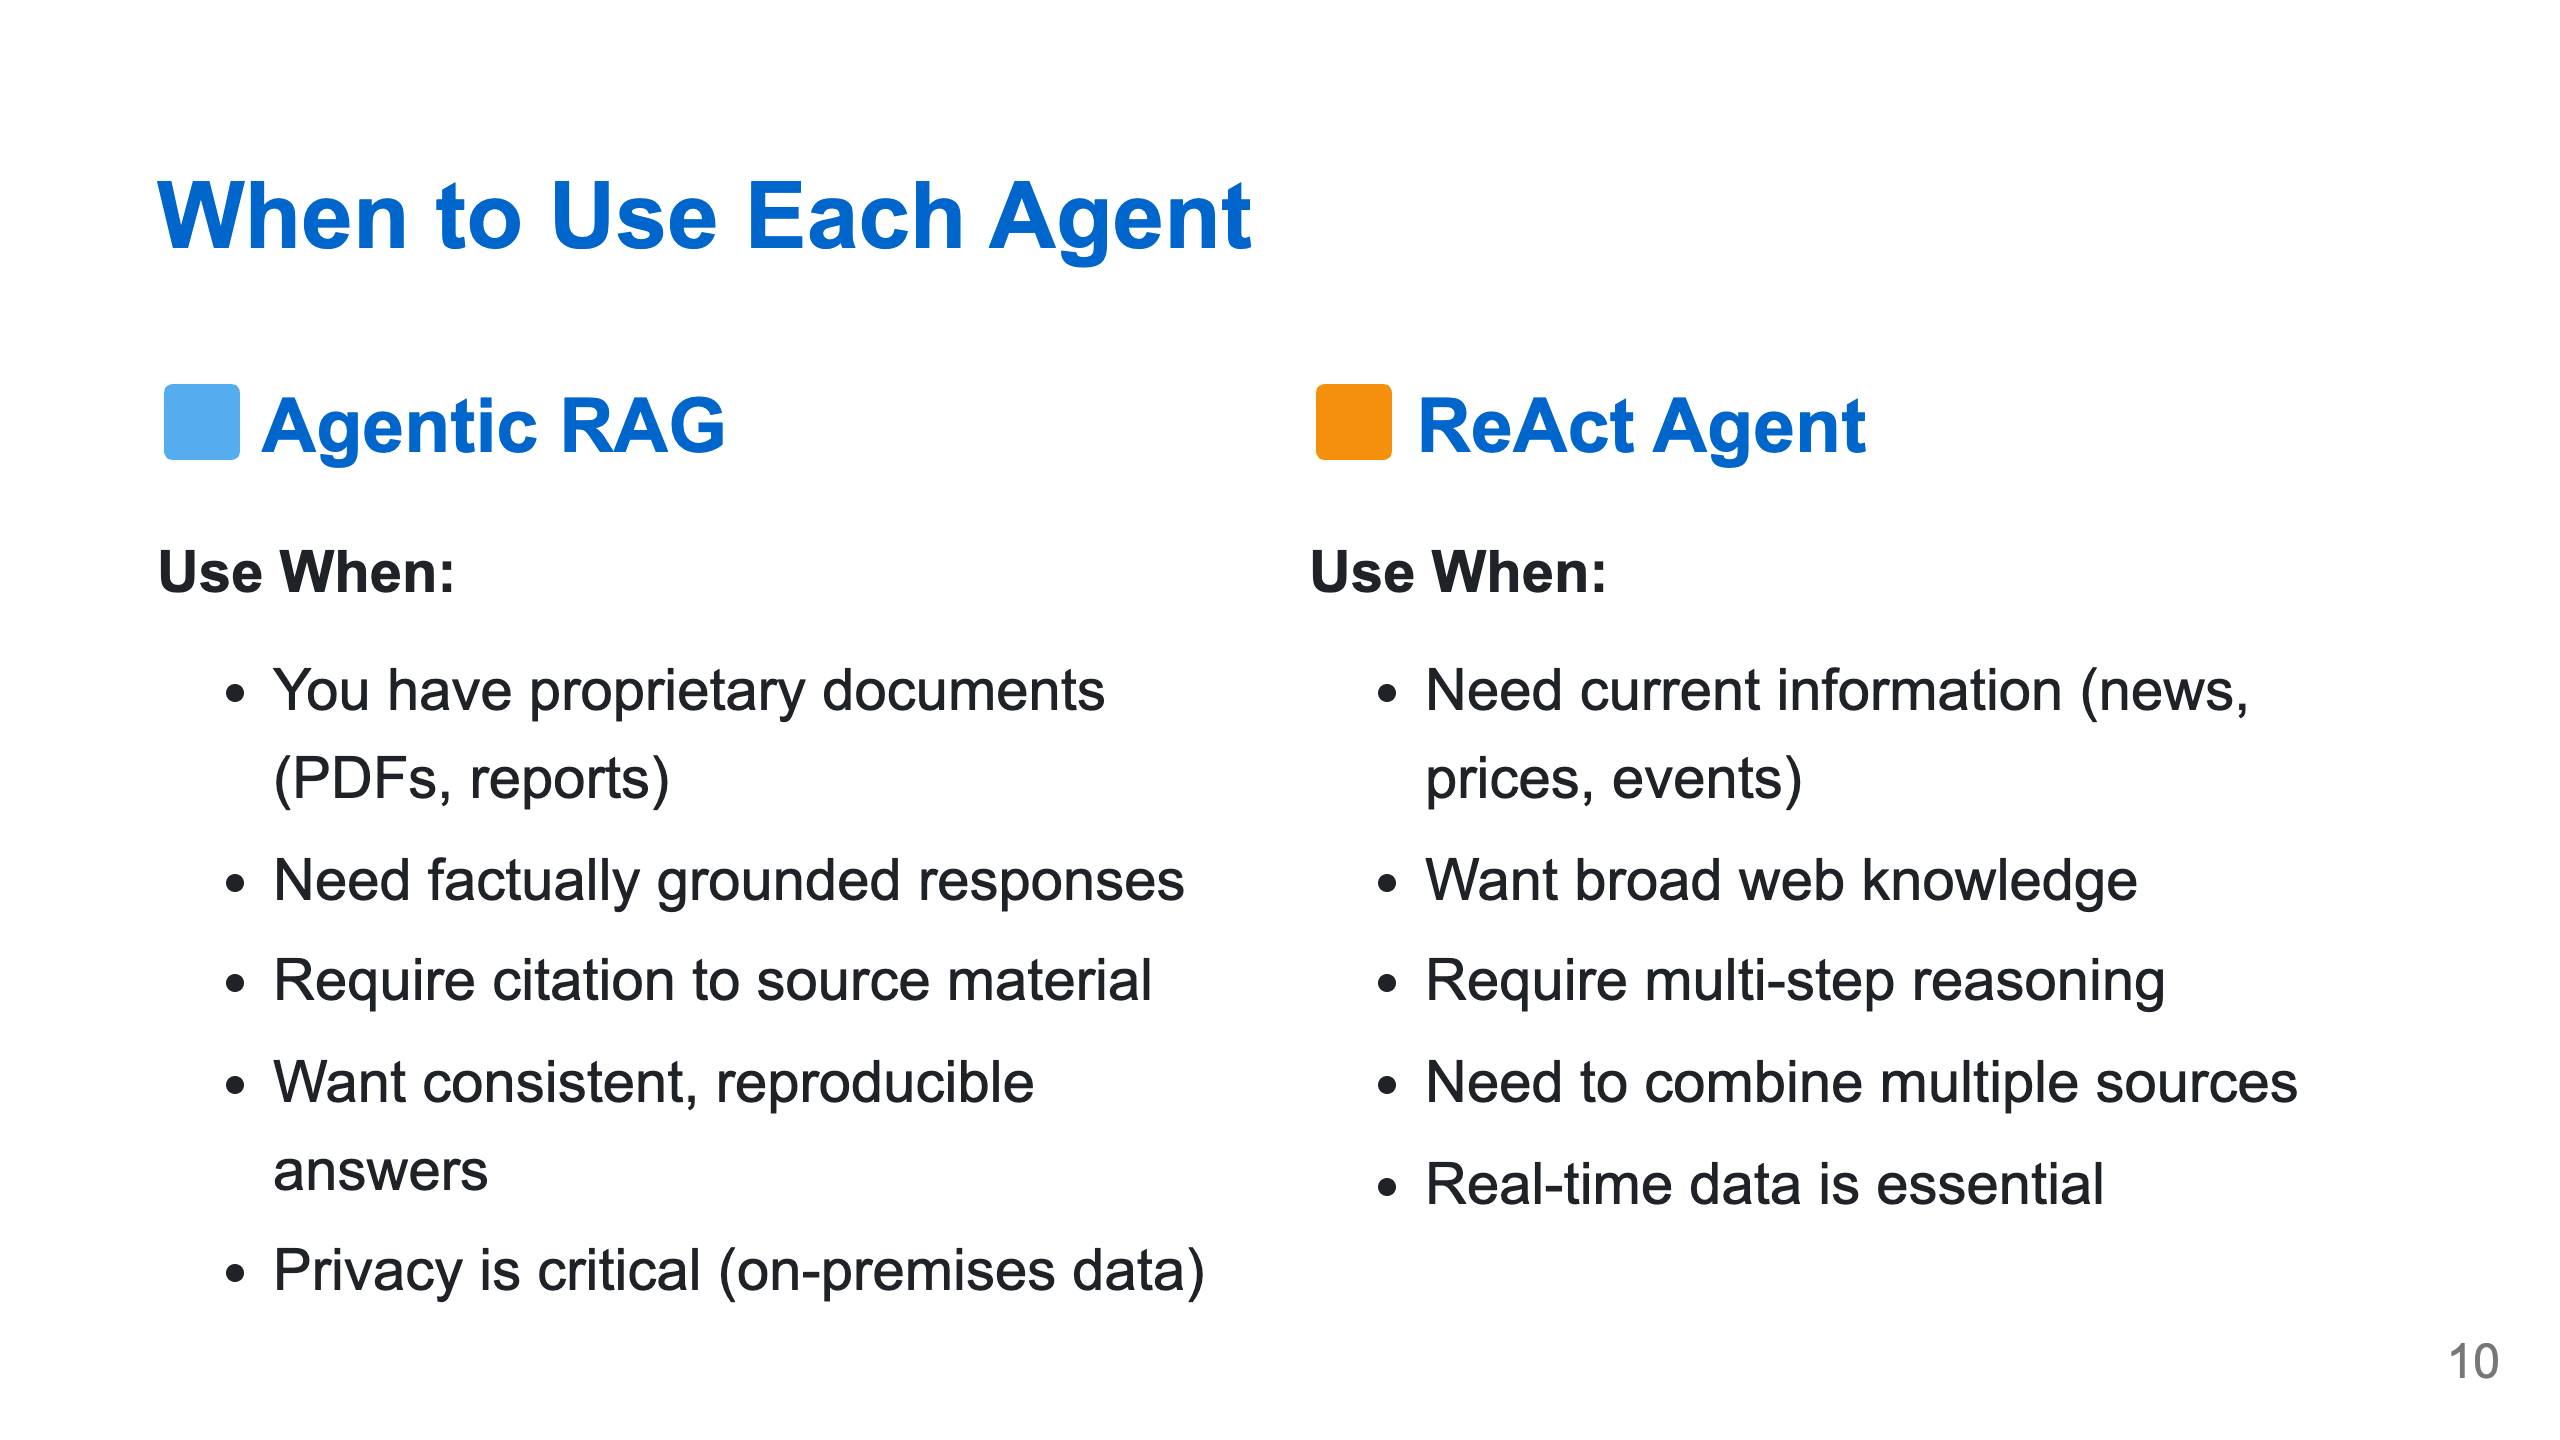 When to Use Each Agent
Agentic RAG
Use When:
• You have proprietary documents
(PDFs, reports)
• Need factually grounded responses
• Require citation to source material
• Want consistent, reproducible
answers
• Privacy is critical (on-premises data)
ReAct Agent
Use When:
• Need current information (news,
prices, events)
• Want broad web knowledge
• Require multi-step reasoning
• Need to combine multiple sources
• Real-time data is essential
10